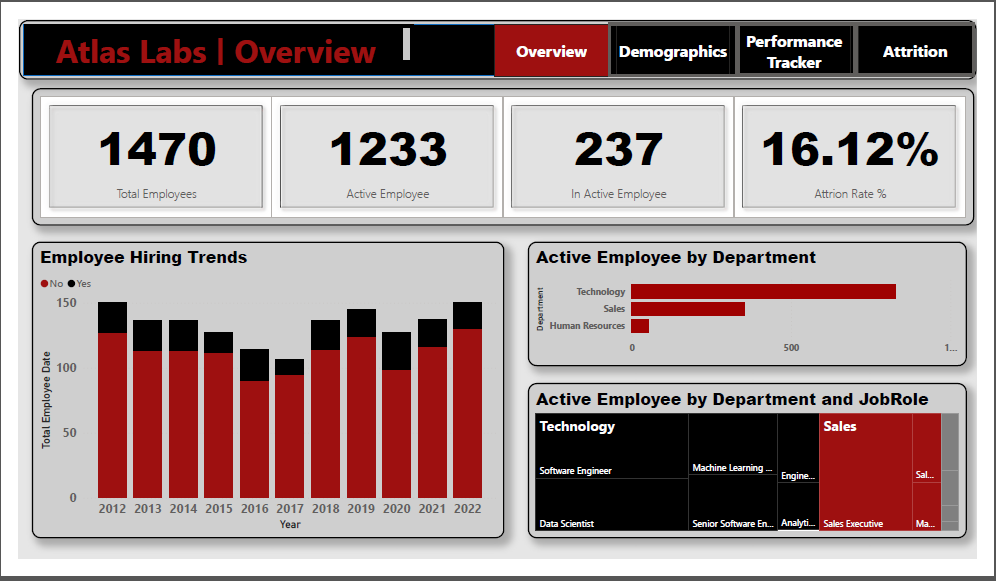 Atlas Labs | Overview
Overview
Demographics
Performance
Tracker
Attrition
1470
Total Employees
1233
Active Employee
237
In Active Employee
16.12%
Attrion Rate %
Employee Hiring Trends
No Yes
150
100
50
0
Total Employee Date
2012 2013 2014 2015 2016 2017 2018 2019 2020 2021 2022
Year
Active Employee by Department
Department
Technology
Sales
Human Resources
0 500 1...
Active Employee by Department and JobRole
Technology
Software Engineer
Data Scientist
Machine Learning ...
Senior Software En...
Engine...
Analyti...
Sales
Sales Executive
Sal...
Ma...